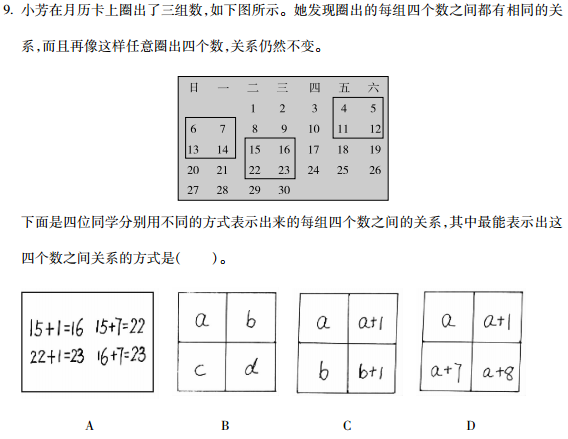 9. 小芳在月历卡上圈出了三组数,如下图所示。她发现圈出的每组四个数之间都有相同的关
系,而且再像这样任意圈出四个数,关系仍然不变。
日 一 二 三 四 五 六
1 2 3 4 5
6 7 8 9 10 11 12
13 14 15 16 17 18 19
20 21 22 23 24 25 26
27 28 29 30
下面是四位同学分别用不同的方式表示出来的每组四个数之间的关系,其中最能表示出这
四个数之间关系的方式是( )。
15+1=16 15+7=22
22+1=23 16+7=23
a b
c d
a a+1
b b+1
a a+1
a+7 a+8
A B C D